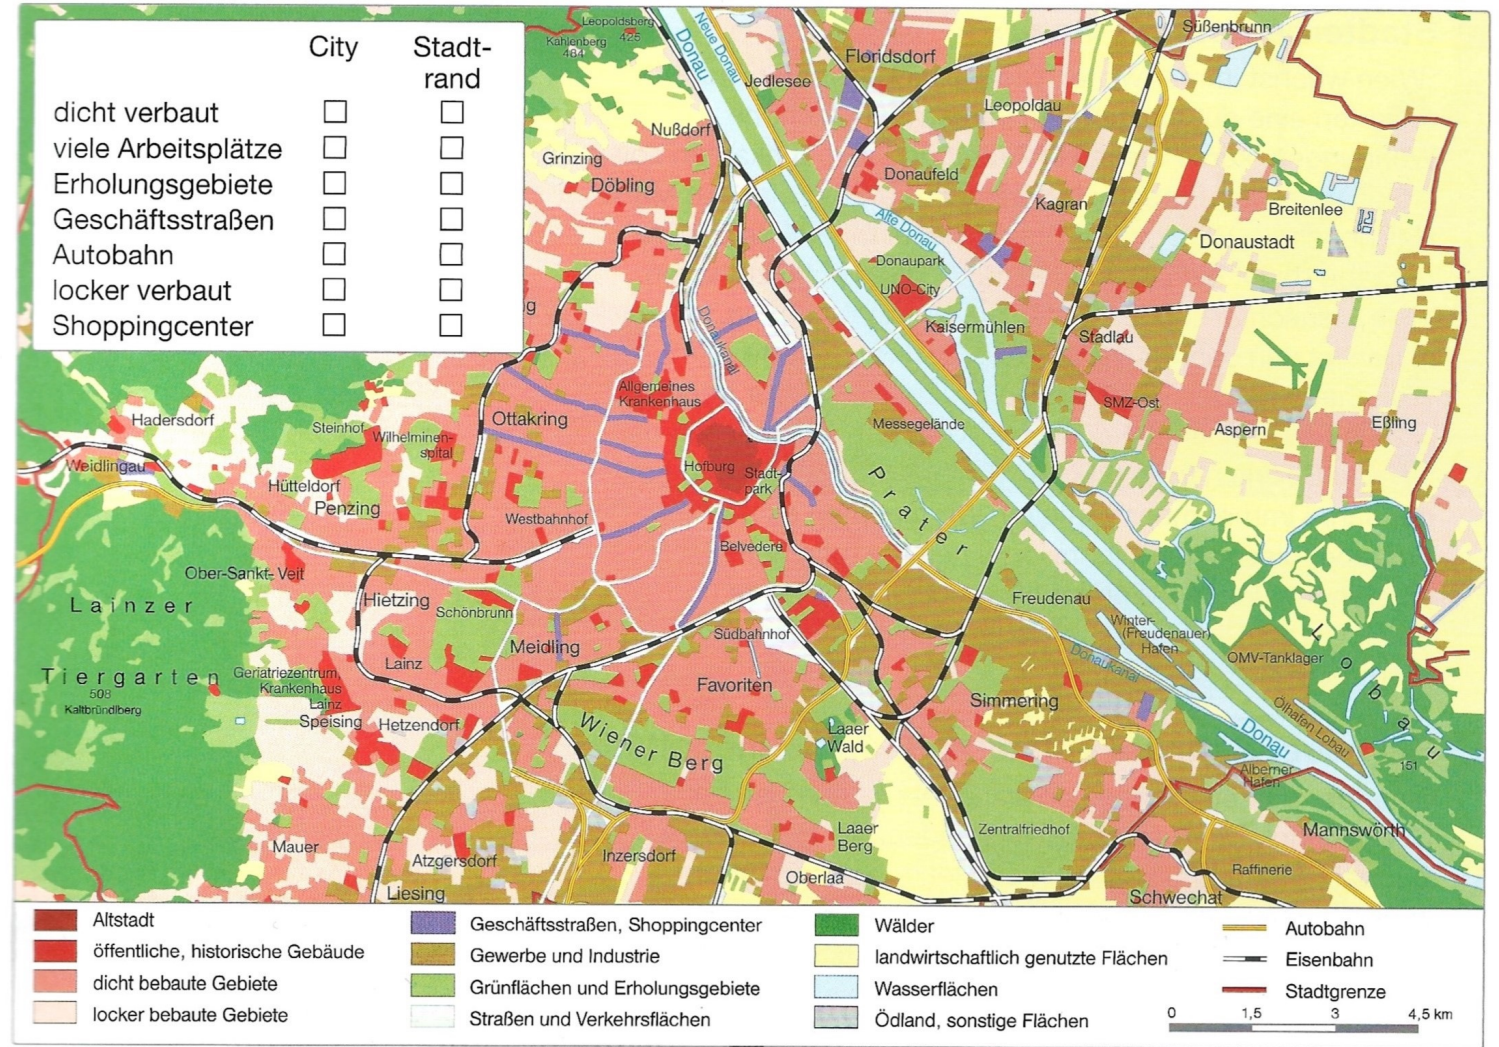 City
Stadt-
rand
dicht verbaut
viele Arbeitsplätze
Erholungsgebiete
Geschäftsstraßen
Autobahn
locker verbaut
Shoppingcenter
Leopoldsberg
425
Kahlenberg
484
Donau
Neue Donau
Jedlesee
Floridsdorf
Süßenbrunn
Leopoldau
Nußdorf
Grinzing
Döbling
Donaufeld
Kagran
Breitenlee
Donaustadt
Alte Donau
Donaupark
UNO-City
Kaisermühlen
Stadlau
ng
Donaukanal
Allgemeines
Krankenhaus
Ottakring
Hadersdorf
Steinhof
Wilhelminen-
spital
Messegelände
SMZ-Ost
Aspern
Eßling
Weidlingau
Hofburg
Stadt-
park
Hütteldorf
Penzing
Westbahnhof
Prater
Belvedere
Ober-Sankt-Veit
Hietzing
Schönbrunn
Freudenau
Lainzer
Tiergarten
508
Kaltbründlberg
Meidling
Südbahnhof
Winter-
(Freudenauer)
Hafen
OMV-Tanklager
Lobau
Donaukanal
Geriatriezentrum,
Krankenhaus
Lainz
Lainz
Speising
Hetzendorf
Favoriten
Simmering
Wiener Berg
Laaer
Wald
Donau
Ölhafen Lobau
151
Alberner
Hafen
Mauer
Atzgersdorf
Liesing
Inzersdorf
Laaer
Berg
Oberlaa
Zentralfriedhof
Mannswörth
Raffinerie
Schwechat
Altstadt
öffentliche, historische Gebäude
dicht bebaute Gebiete
locker bebaute Gebiete
Geschäftsstraßen, Shoppingcenter
Gewerbe und Industrie
Grünflächen und Erholungsgebiete
Straßen und Verkehrsflächen
Wälder
landwirtschaftlich genutzte Flächen
Wasserflächen
Ödland, sonstige Flächen
Autobahn
Eisenbahn
Stadtgrenze
0 1,5 3 4,5 km